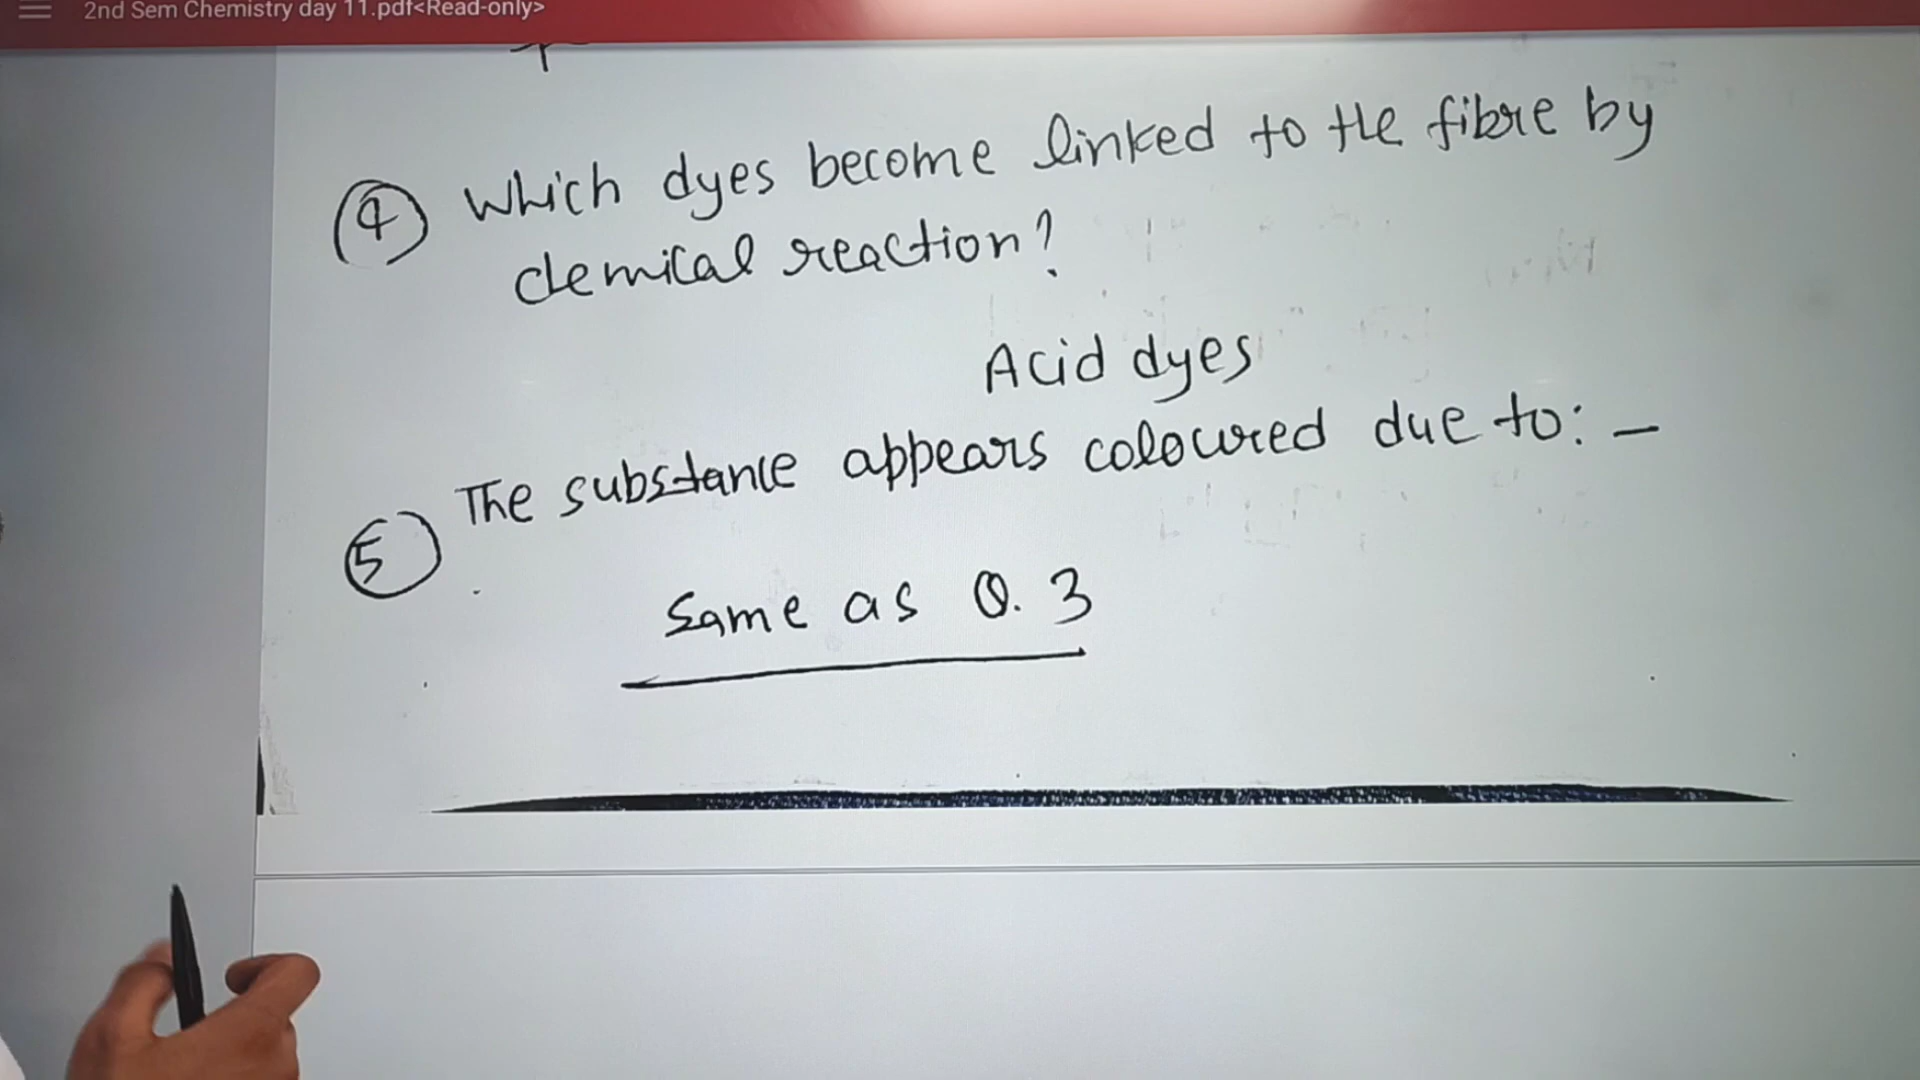 2nd Sem Chemistry day 11.pdf<Read-only>
④ Which dyes become linked to the fibre by
chemical reaction?
Acid dyes
⑤ The substance appears coloured due to: –
Same as Q. 3